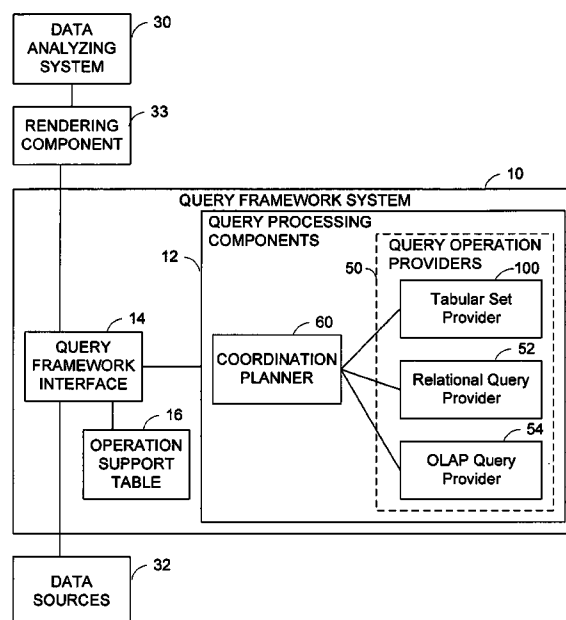 DATA
ANALYZING
SYSTEM
30
RENDERING
COMPONENT
33
10
QUERY FRAMEWORK SYSTEM
QUERY PROCESSING
COMPONENTS
12
QUERY OPERATION
PROVIDERS
50
100
Tabular Set
Provider
14
QUERY
FRAMEWORK
INTERFACE
60
COORDINATION
PLANNER
52
Relational Query
Provider
16
OPERATION
SUPPORT
TABLE
54
OLAP Query
Provider
DATA
SOURCES
32